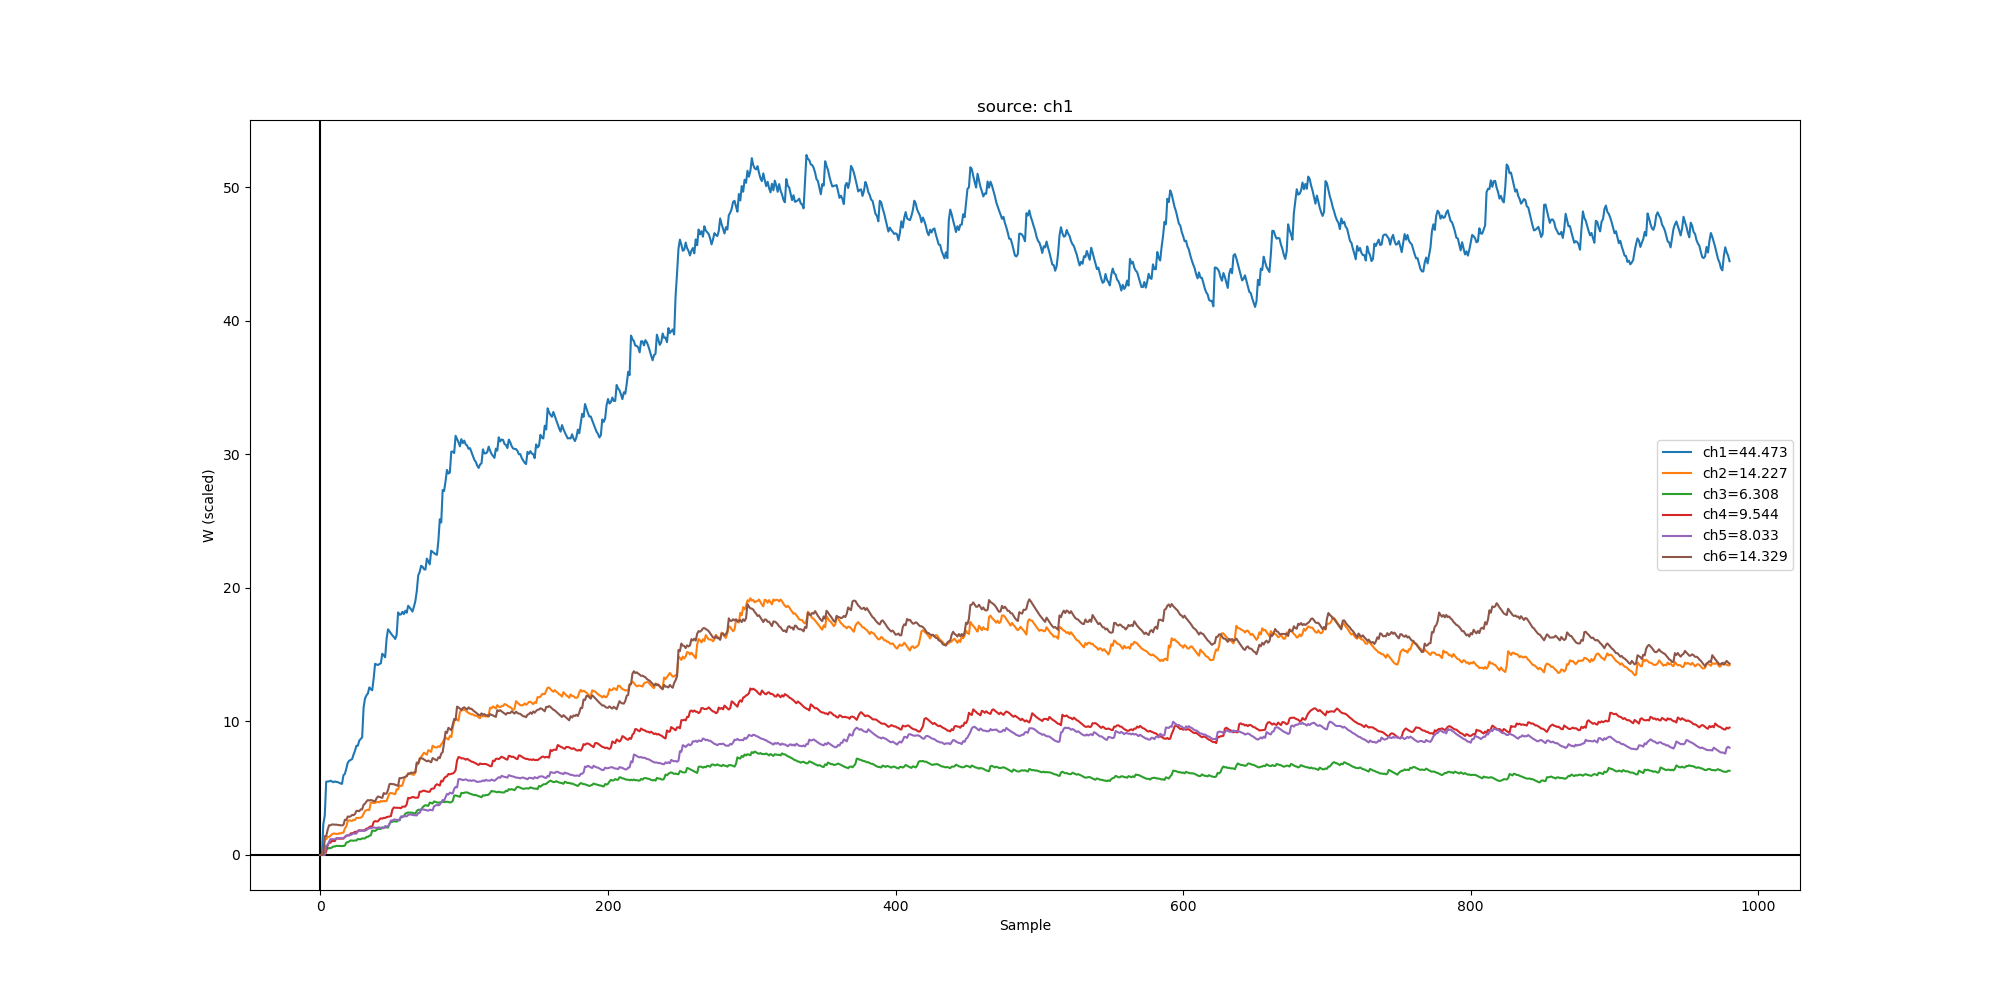 source: ch1
W (scaled)
50
40
30
20
10
0
ch1=44.473
ch2=14.227
ch3=6.308
ch4=9.544
ch5=8.033
ch6=14.329
0 200 400 600 800 1000
Sample